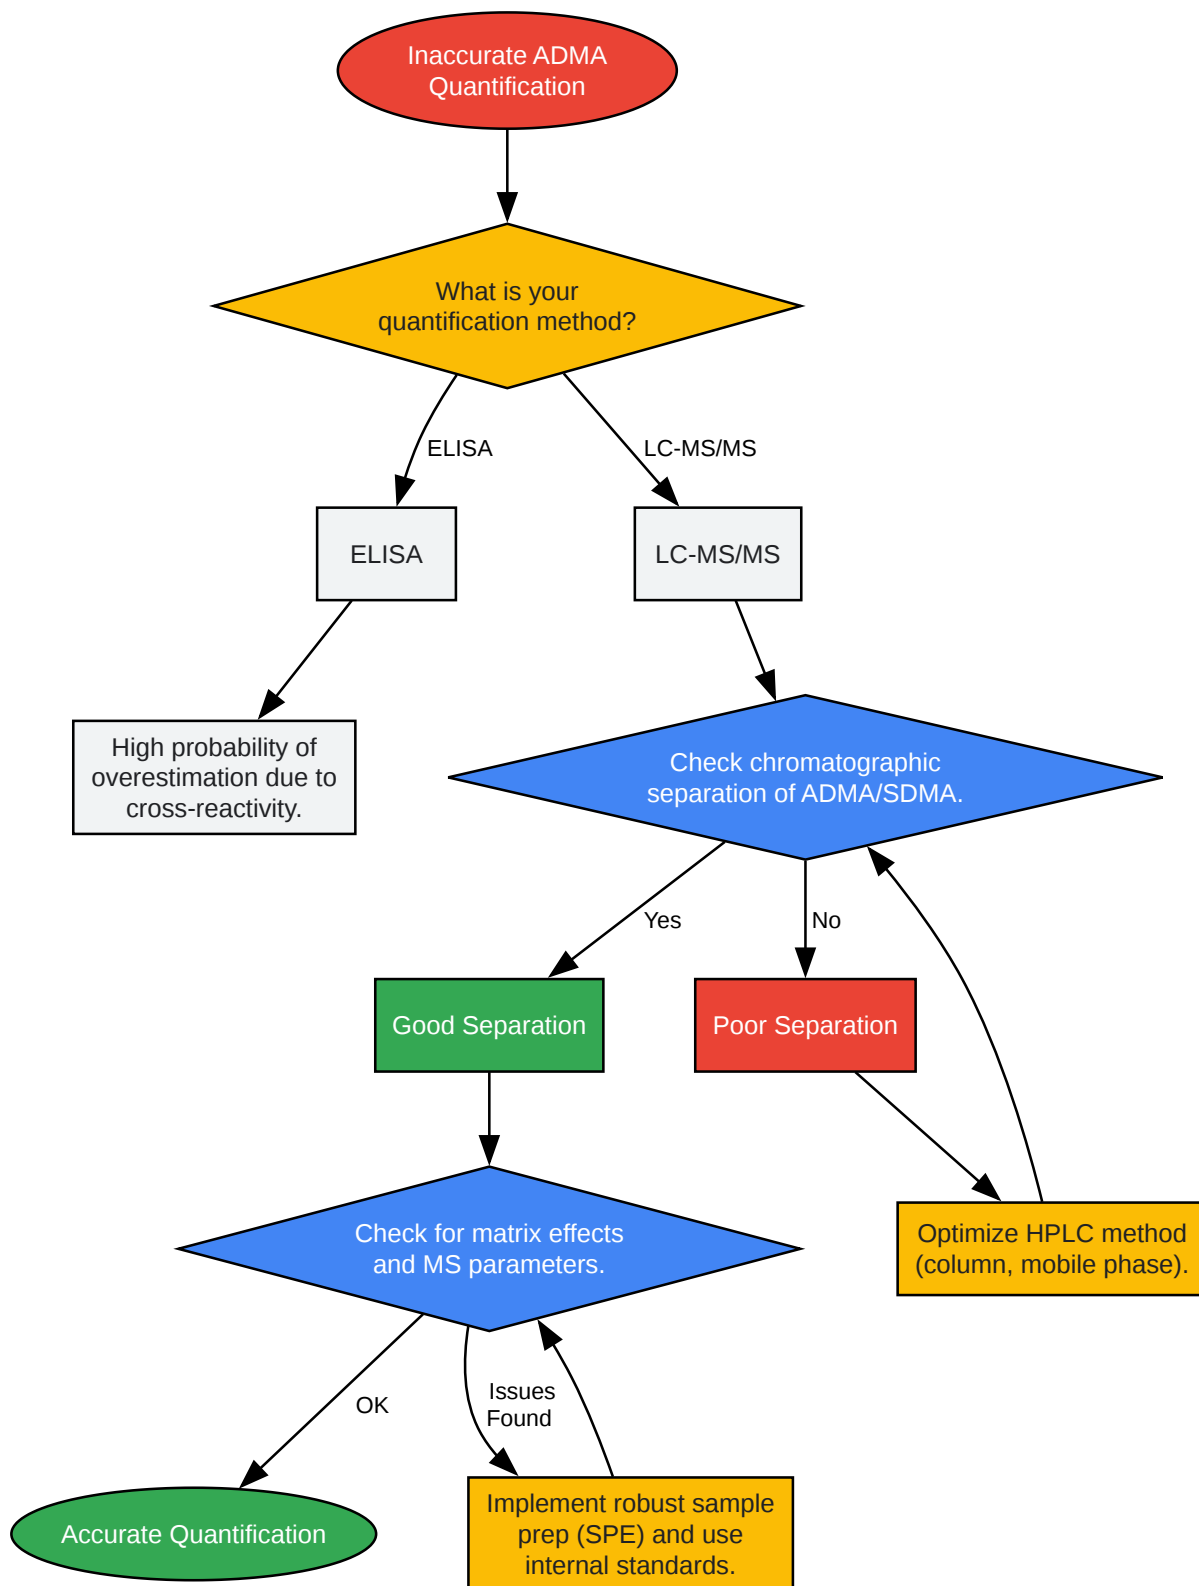 Inaccurate ADMA
Quantification
What is your
quantification method?
ELISA
LC-MS/MS
ELISA
LC-MS/MS
High probability of
overestimation due to
cross-reactivity.
Check chromatographic
separation of ADMA/SDMA.
Yes
No
Good Separation
Poor Separation
Check for matrix effects
and MS parameters.
Optimize HPLC method
(column, mobile phase).
OK
Issues
Found
Accurate Quantification
Implement robust sample
prep (SPE) and use
internal standards.